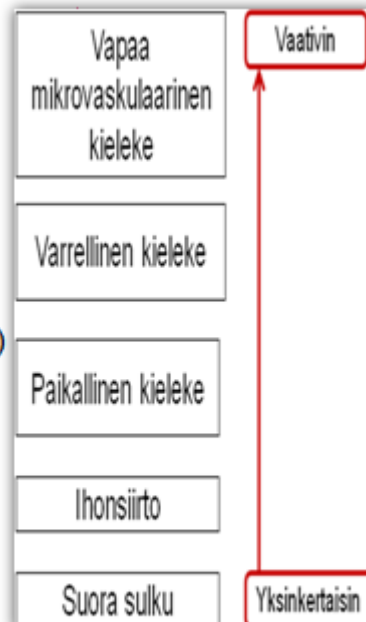 Vapaa
mikrovaskulaarinen
kieleke
Vaativin
Varrellinen kieleke
Paikallinen kieleke
Ihonsiirto
Suora sulku
Yksinkertaisin